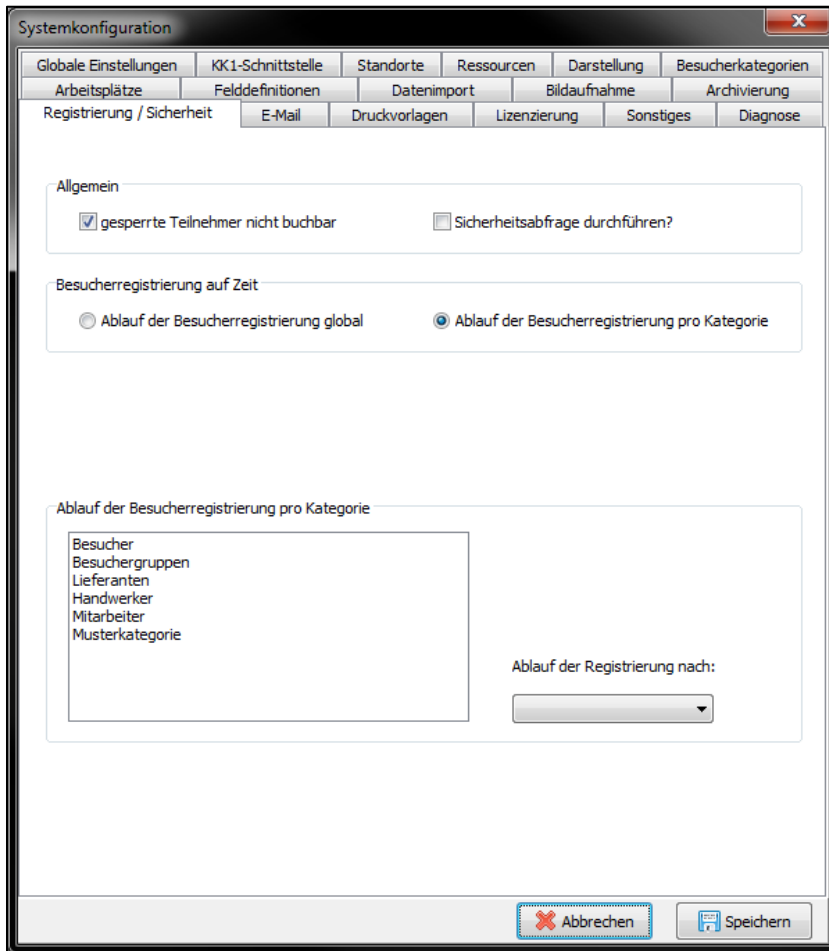 Systemkonfiguration
Globale Einstellungen KK1-Schnittstelle Standorte Ressourcen Darstellung Besucherkategorien
Arbeitsplätze Felddefinitionen Datenimport Bildaufnahme Archivierung
Registrierung / Sicherheit E-Mail Druckvorlagen Lizenzierung Sonstiges Diagnose
Allgemein
gesperrte Teilnehmer nicht buchbar Sicherheitsabfrage durchführen?
Besucherregistrierung auf Zeit
Ablauf der Besucherregistrierung global Ablauf der Besucherregistrierung pro Kategorie
Ablauf der Besucherregistrierung pro Kategorie
Besucher
Besuchergruppen
Lieferanten
Handwerker
Mitarbeiter
Musterkategorie
Ablauf der Registrierung nach:
Abbrechen Speichern